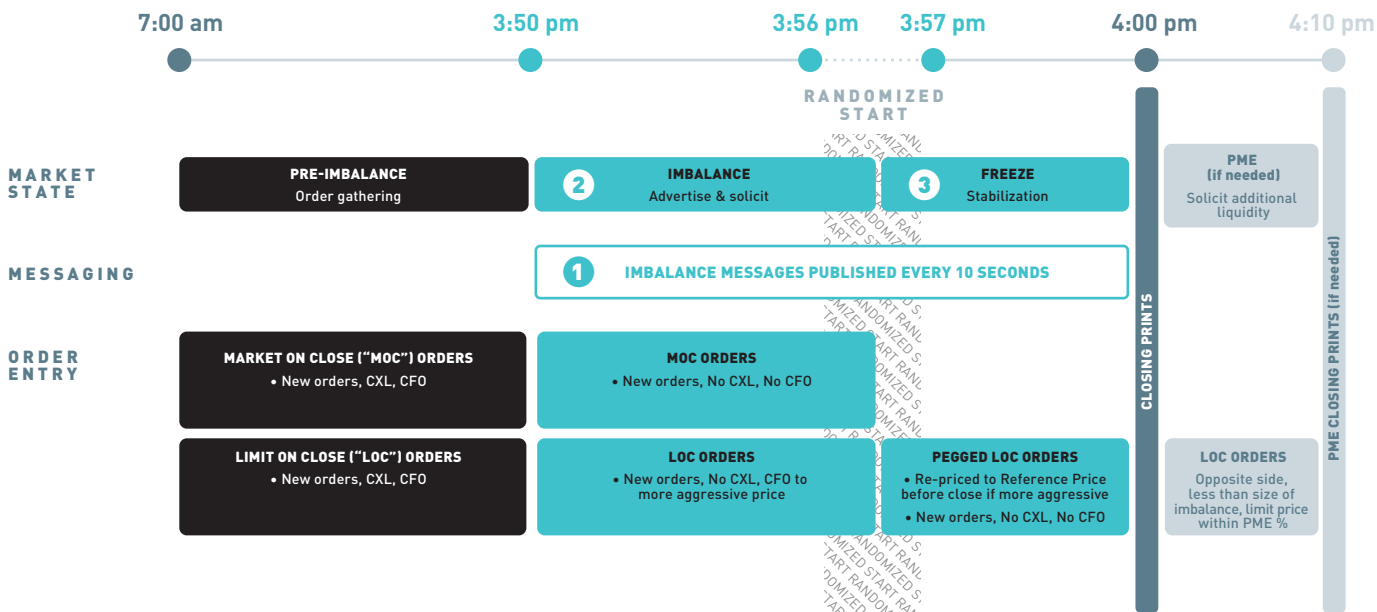 7:00 am
3:50 pm
3:56 pm
3:57 pm
4:00 pm
4:10 pm
RANDOMIZED
START
MARKET
STATE
PRE-IMBALANCE
Order gathering
2
IMBALANCE
Advertise & solicit
3
FREEZE
Stabilization
PME
(if needed)
Solicit additional
liquidity
MESSAGING
1
IMBALANCE MESSAGES PUBLISHED EVERY 10 SECONDS
ORDER
ENTRY
MARKET ON CLOSE (“MOC”) ORDERS
• New orders, CXL, CFO
MOC ORDERS
• New orders, No CXL, No CFO
LIMIT ON CLOSE (“LOC”) ORDERS
• New orders, CXL, CFO
LOC ORDERS
• New orders, No CXL, CFO to
more aggressive price
PEGGED LOC ORDERS
• Re-priced to Reference Price
before close if more aggressive
• New orders, No CXL, No CFO
LOC ORDERS
Opposite side,
less than size of
imbalance, limit price
within PME %
CLOSING PRINTS
PME CLOSING PRINTS (if needed)